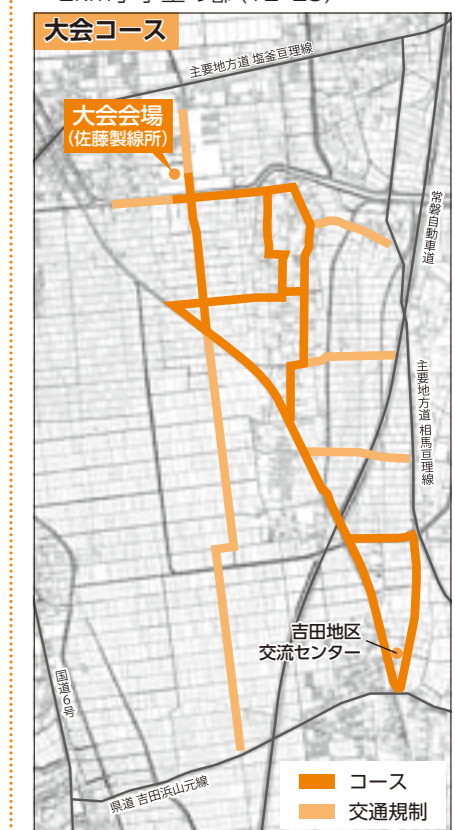 大会コース
主要地方道 塩釜亘理線
大会会場
(佐藤製線所)
常磐自動車道
主要地方道 相馬亘理線
吉田地区
交流センター
国道6号
県道 吉田浜山元線
コース
交通規制